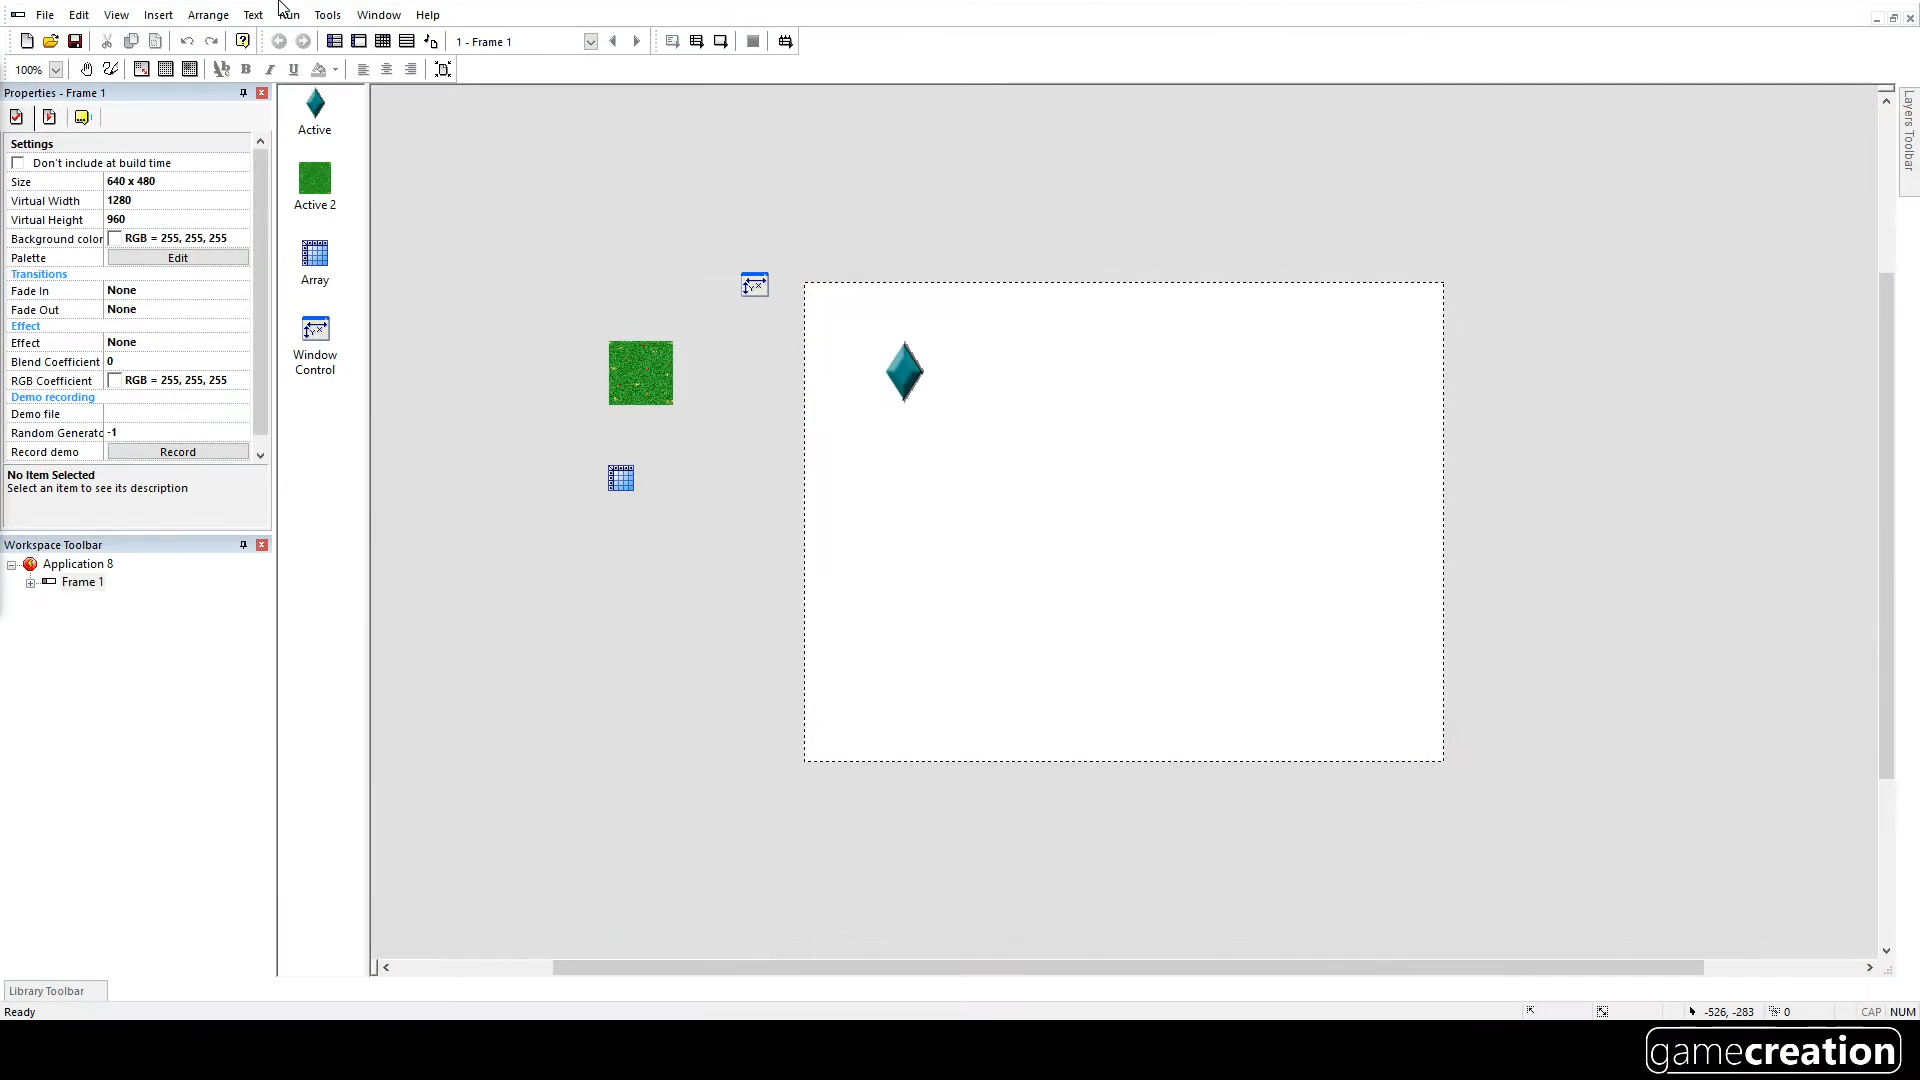 File Edit View Insert Arrange Text Run Tools Window Help
1 - Frame 1
100%
Properties - Frame 1
Settings
Don't include at build time
Size 640 x 480
Virtual Width 1280
Virtual Height 960
Background color RGB = 255, 255, 255
Palette Edit
Transitions
Fade In None
Fade Out None
Effect
Effect None
Blend Coefficient 0
RGB Coefficient RGB = 255, 255, 255
Demo recording
Demo file
Random Generato -1
Record demo Record
No Item Selected
Select an item to see its description
Workspace Toolbar
Application 8
Frame 1
Active
Active 2
Array
Window
Control
Layers Toolbar
Library Toolbar
Ready
-526, -283
0
CAP NUM
gamecreation